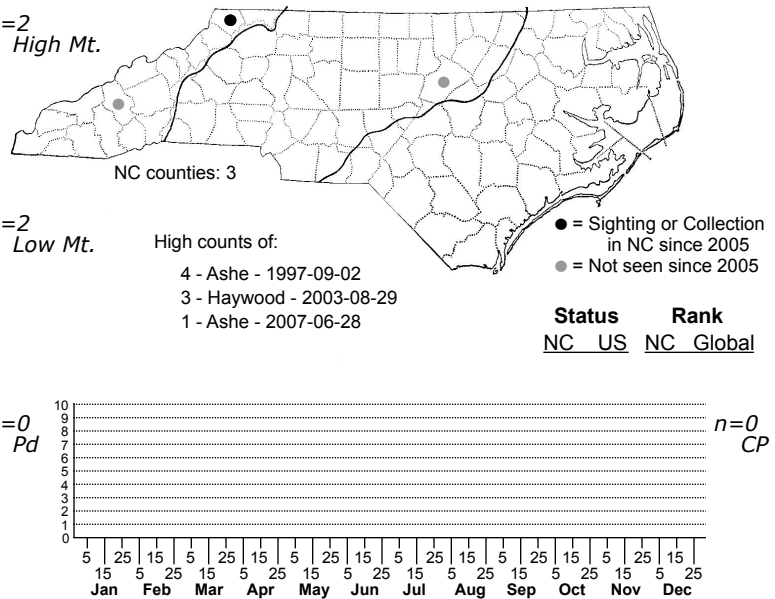 =2
High Mt.
NC counties: 3
=2
Low Mt.
High counts of:
4 - Ashe - 1997-09-02
3 - Haywood - 2003-08-29
1 - Ashe - 2007-06-28
● = Sighting or Collection
in NC since 2005
● = Not seen since 2005
Status Rank
NC US NC Global
=0
Pd
n=0
CP
10
9
8
7
6
5
4
3
2
1
0
5 25 15 5 25 15 5 25 15 5 25 15 5 25 15 5 25 15
15 5 25 15 5 25 15 5 25 15 5 25 15 5 25 15 5 25
Jan Feb Mar Apr May Jun Jul Aug Sep Oct Nov Dec